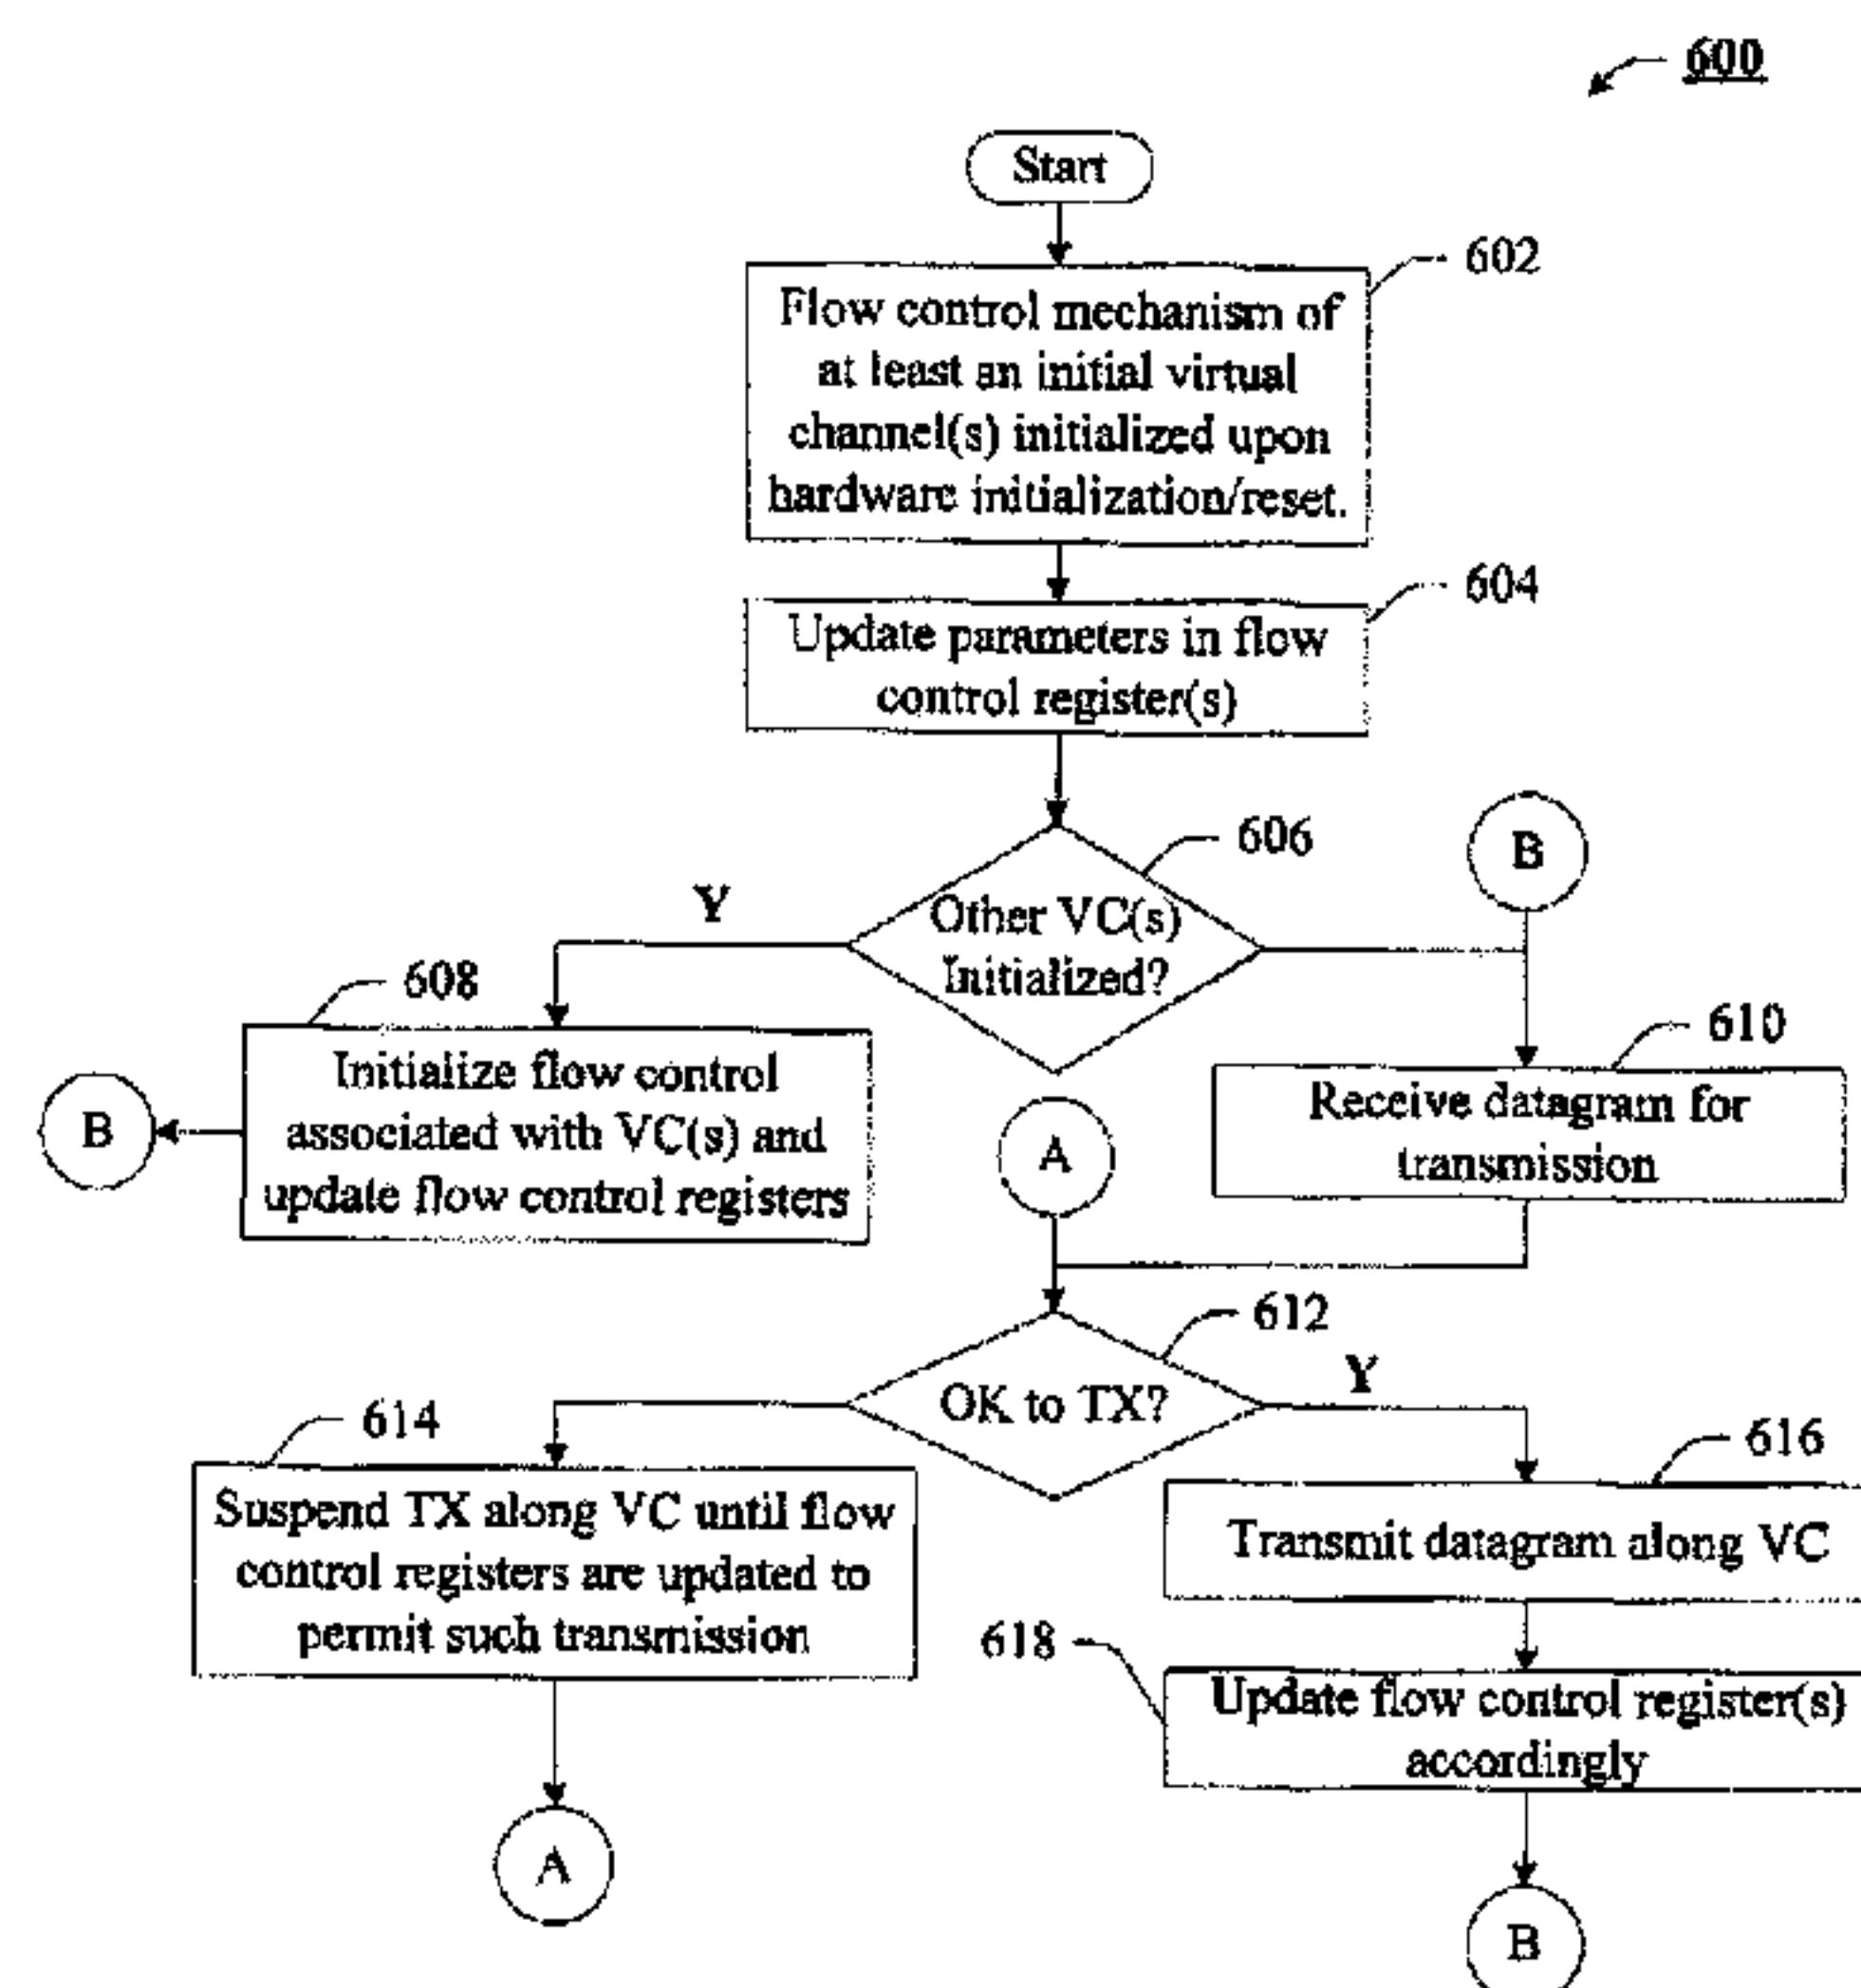 600
Start
602
Flow control mechanism of
at least an initial virtual
channel(s) initialized upon
hardware initialization/reset.
604
Update parameters in flow
control register(s)
606
B
Y
Other VC(s)
Initialized?
608
610
Initialize flow control
associated with VC(s) and
update flow control registers
B
Receive datagram for
transmission
A
612
OK to TX?
Y
614
616
Suspend TX along VC until flow
control registers are updated to
permit such transmission
Transmit datagram along VC
618
Update flow control register(s)
accordingly
A
B